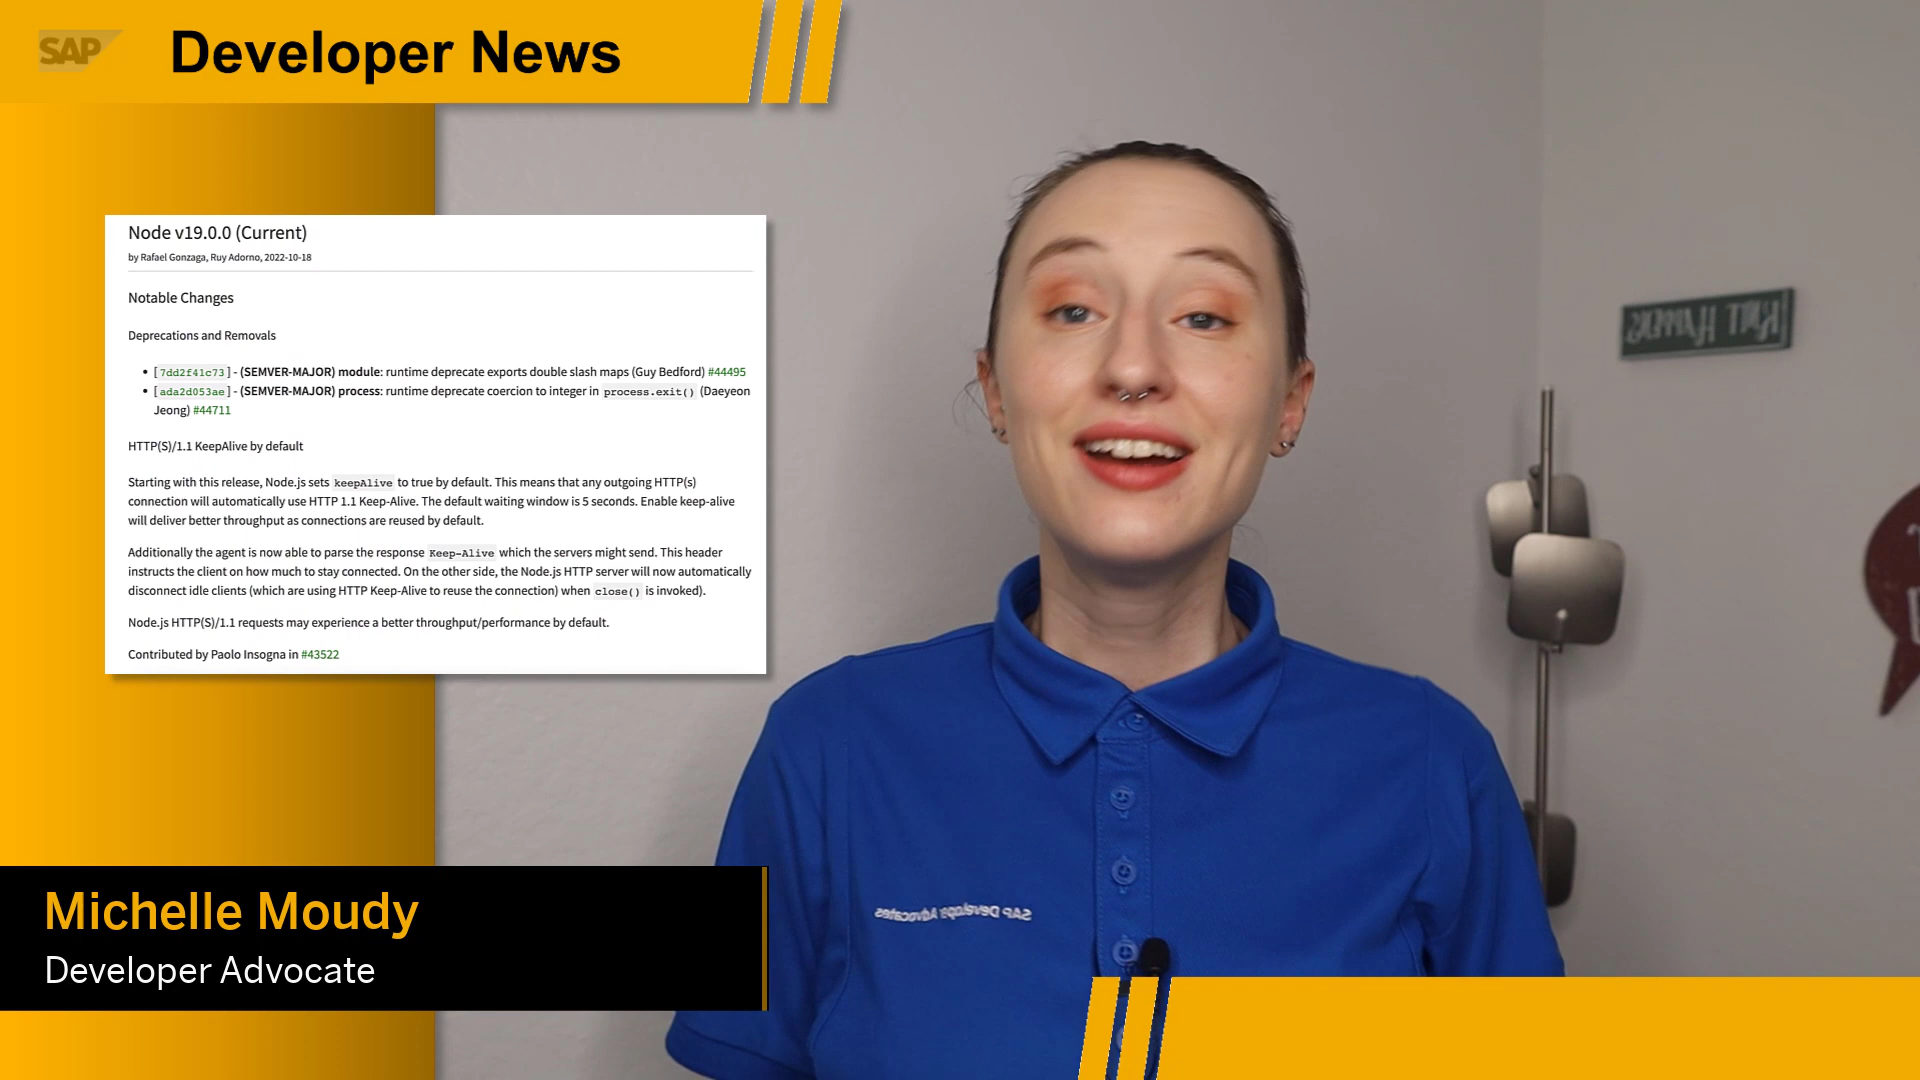 SAP Developer News
Node v19.0.0 (Current)
by Rafael Gonzaga, Ruy Adorno, 2022-10-18
Notable Changes
Deprecations and Removals
• [7dd2f41c73] - (SEMVER-MAJOR) module: runtime deprecate exports double slash maps (Guy Bedford) #44495
• [ada2d053ae] - (SEMVER-MAJOR) process: runtime deprecate coercion to integer in process.exit() (Daeyeon
Jeong) #44711
HTTP(S)/1.1 KeepAlive by default
Starting with this release, Node.js sets keepAlive to true by default. This means that any outgoing HTTP(s)
connection will automatically use HTTP 1.1 Keep-Alive. The default waiting window is 5 seconds. Enable keep-alive
will deliver better throughput as connections are reused by default.
Additionally the agent is now able to parse the response Keep-Alive which the servers might send. This header
instructs the client on how much to stay connected. On the other side, the Node.js HTTP server will now automatically
disconnect idle clients (which are using HTTP Keep-Alive to reuse the connection) when close() is invoked).
Node.js HTTP(S)/1.1 requests may experience a better throughput/performance by default.
Contributed by Paolo Insogna in #43522
KNIT HAPPENS
SAP Developer Advocates
Michelle Moudy
Developer Advocate